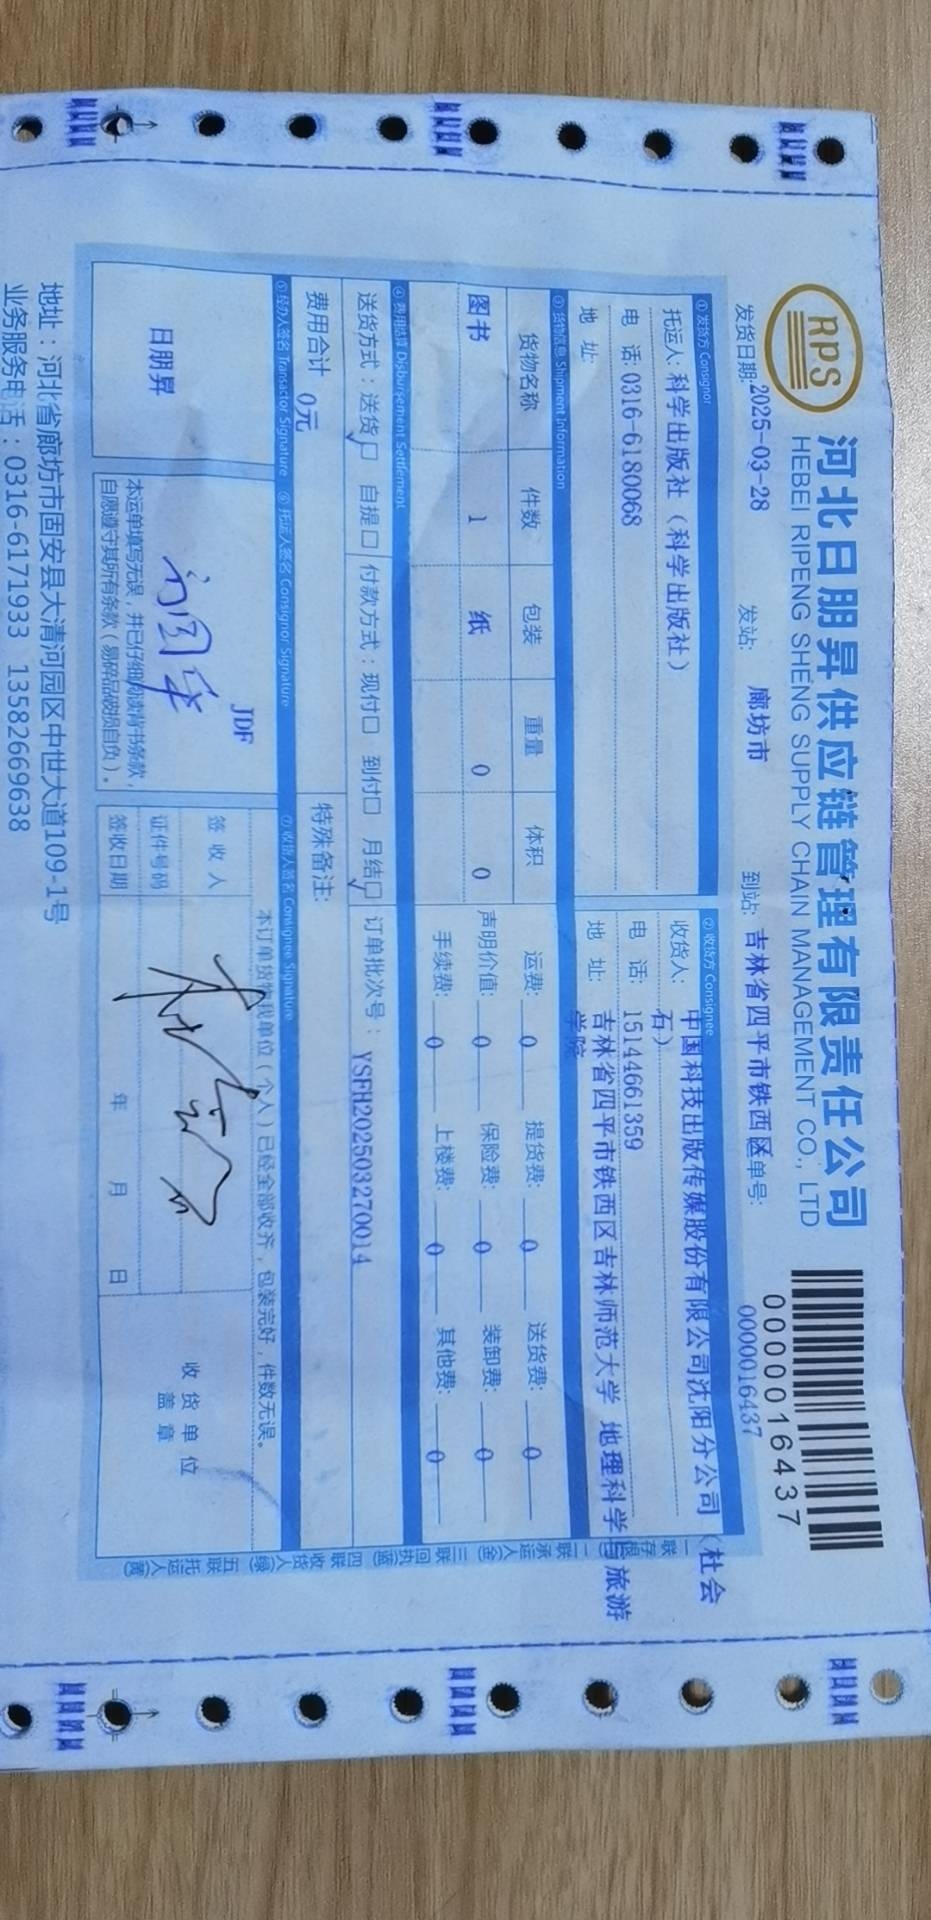 RPS
河北日朋昇供应链管理有限责任公司
HEBEI RIPENG SHENG SUPPLY CHAIN MANAGEMENT CO., LTD
0000016437
发货日期: 2025-03-28 发站: 廊坊市 到站: 吉林省四平市铁西区 单号: 0000016437
① 发货方 Consignor
托运人: 科学出版社（科学出版社）
电 话: 0316-6180068
地 址:
② 收货方 Consignee
收货人: 中国科技出版传媒股份有限公司沈阳分公司（杜会
石）
电 话: 15144661359
地 址: 吉林省四平市铁西区吉林师范大学 地理科学与旅游
学院
③ 货物信息 Shipment Information
货物名称 件数 包装 重量 体积
图书 1 纸 0 0
运费: 0 提货费: 0 送货费: 0
声明价值: 0 保险费: 0 装卸费: 0
手续费: 0 上楼费: 0 其他费: 0
④ 费用结算 Disbursement Settlement
送货方式：送货□✓ 自提□ 付款方式：现付□ 到付□ 月结□✓ 订单批次号： YSFH202503270014
费用合计 0元 特殊备注:
⑤ 经办人签名 Transactor Signature ⑥ 托运人签名 Consignor Signature ⑦ 收货人签名 Consignee Signature
日朋昇
JDF
本运单填写无误，并已仔细阅读背书条款，
自愿遵守其所有条款（易碎品破损自负）。
本订单货物我单位（个人）已经全部收齐，包装完好，件数无误。
签 收 人
证件号码
签收日期 年 月 日
收 货 单 位
盖 章
一联 存根 二联 承运人(金) 三联 回执(蓝) 四联 收货人(绿) 五联 托运人(黄)
地址：河北省廊坊市固安县大清河园区中世大道109-1号
业务服务电话：0316-6171933 13582669638